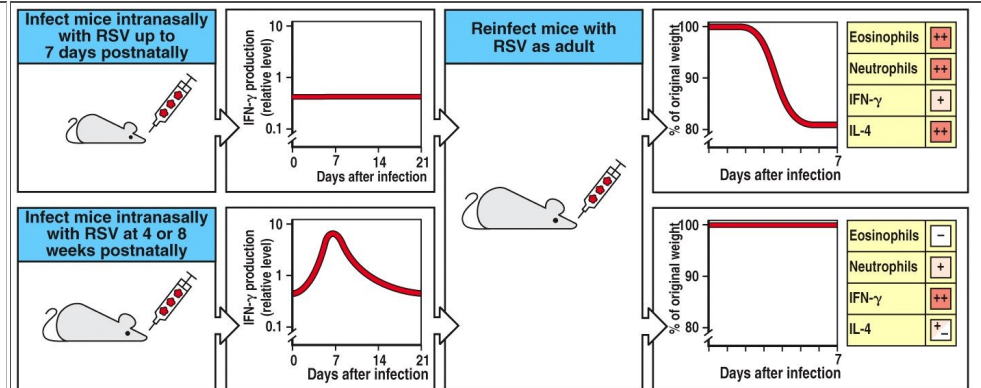 Infect mice intranasally
with RSV up to
7 days postnatally
IFN-γ production
(relative level)
10
1
0.1
0 7 14 21
Days after infection
Reinfect mice with
RSV as adult
% of original weight
100
90
80
7
Days after infection
Eosinophils ++
Neutrophils ++
IFN-γ +
IL-4 ++
Infect mice intranasally
with RSV at 4 or 8
weeks postnatally
IFN-γ production
(relative level)
10
1
0.1
0 7 14 21
Days after infection
% of original weight
100
90
80
7
Days after infection
Eosinophils −
Neutrophils +
IFN-γ ++
IL-4 +−